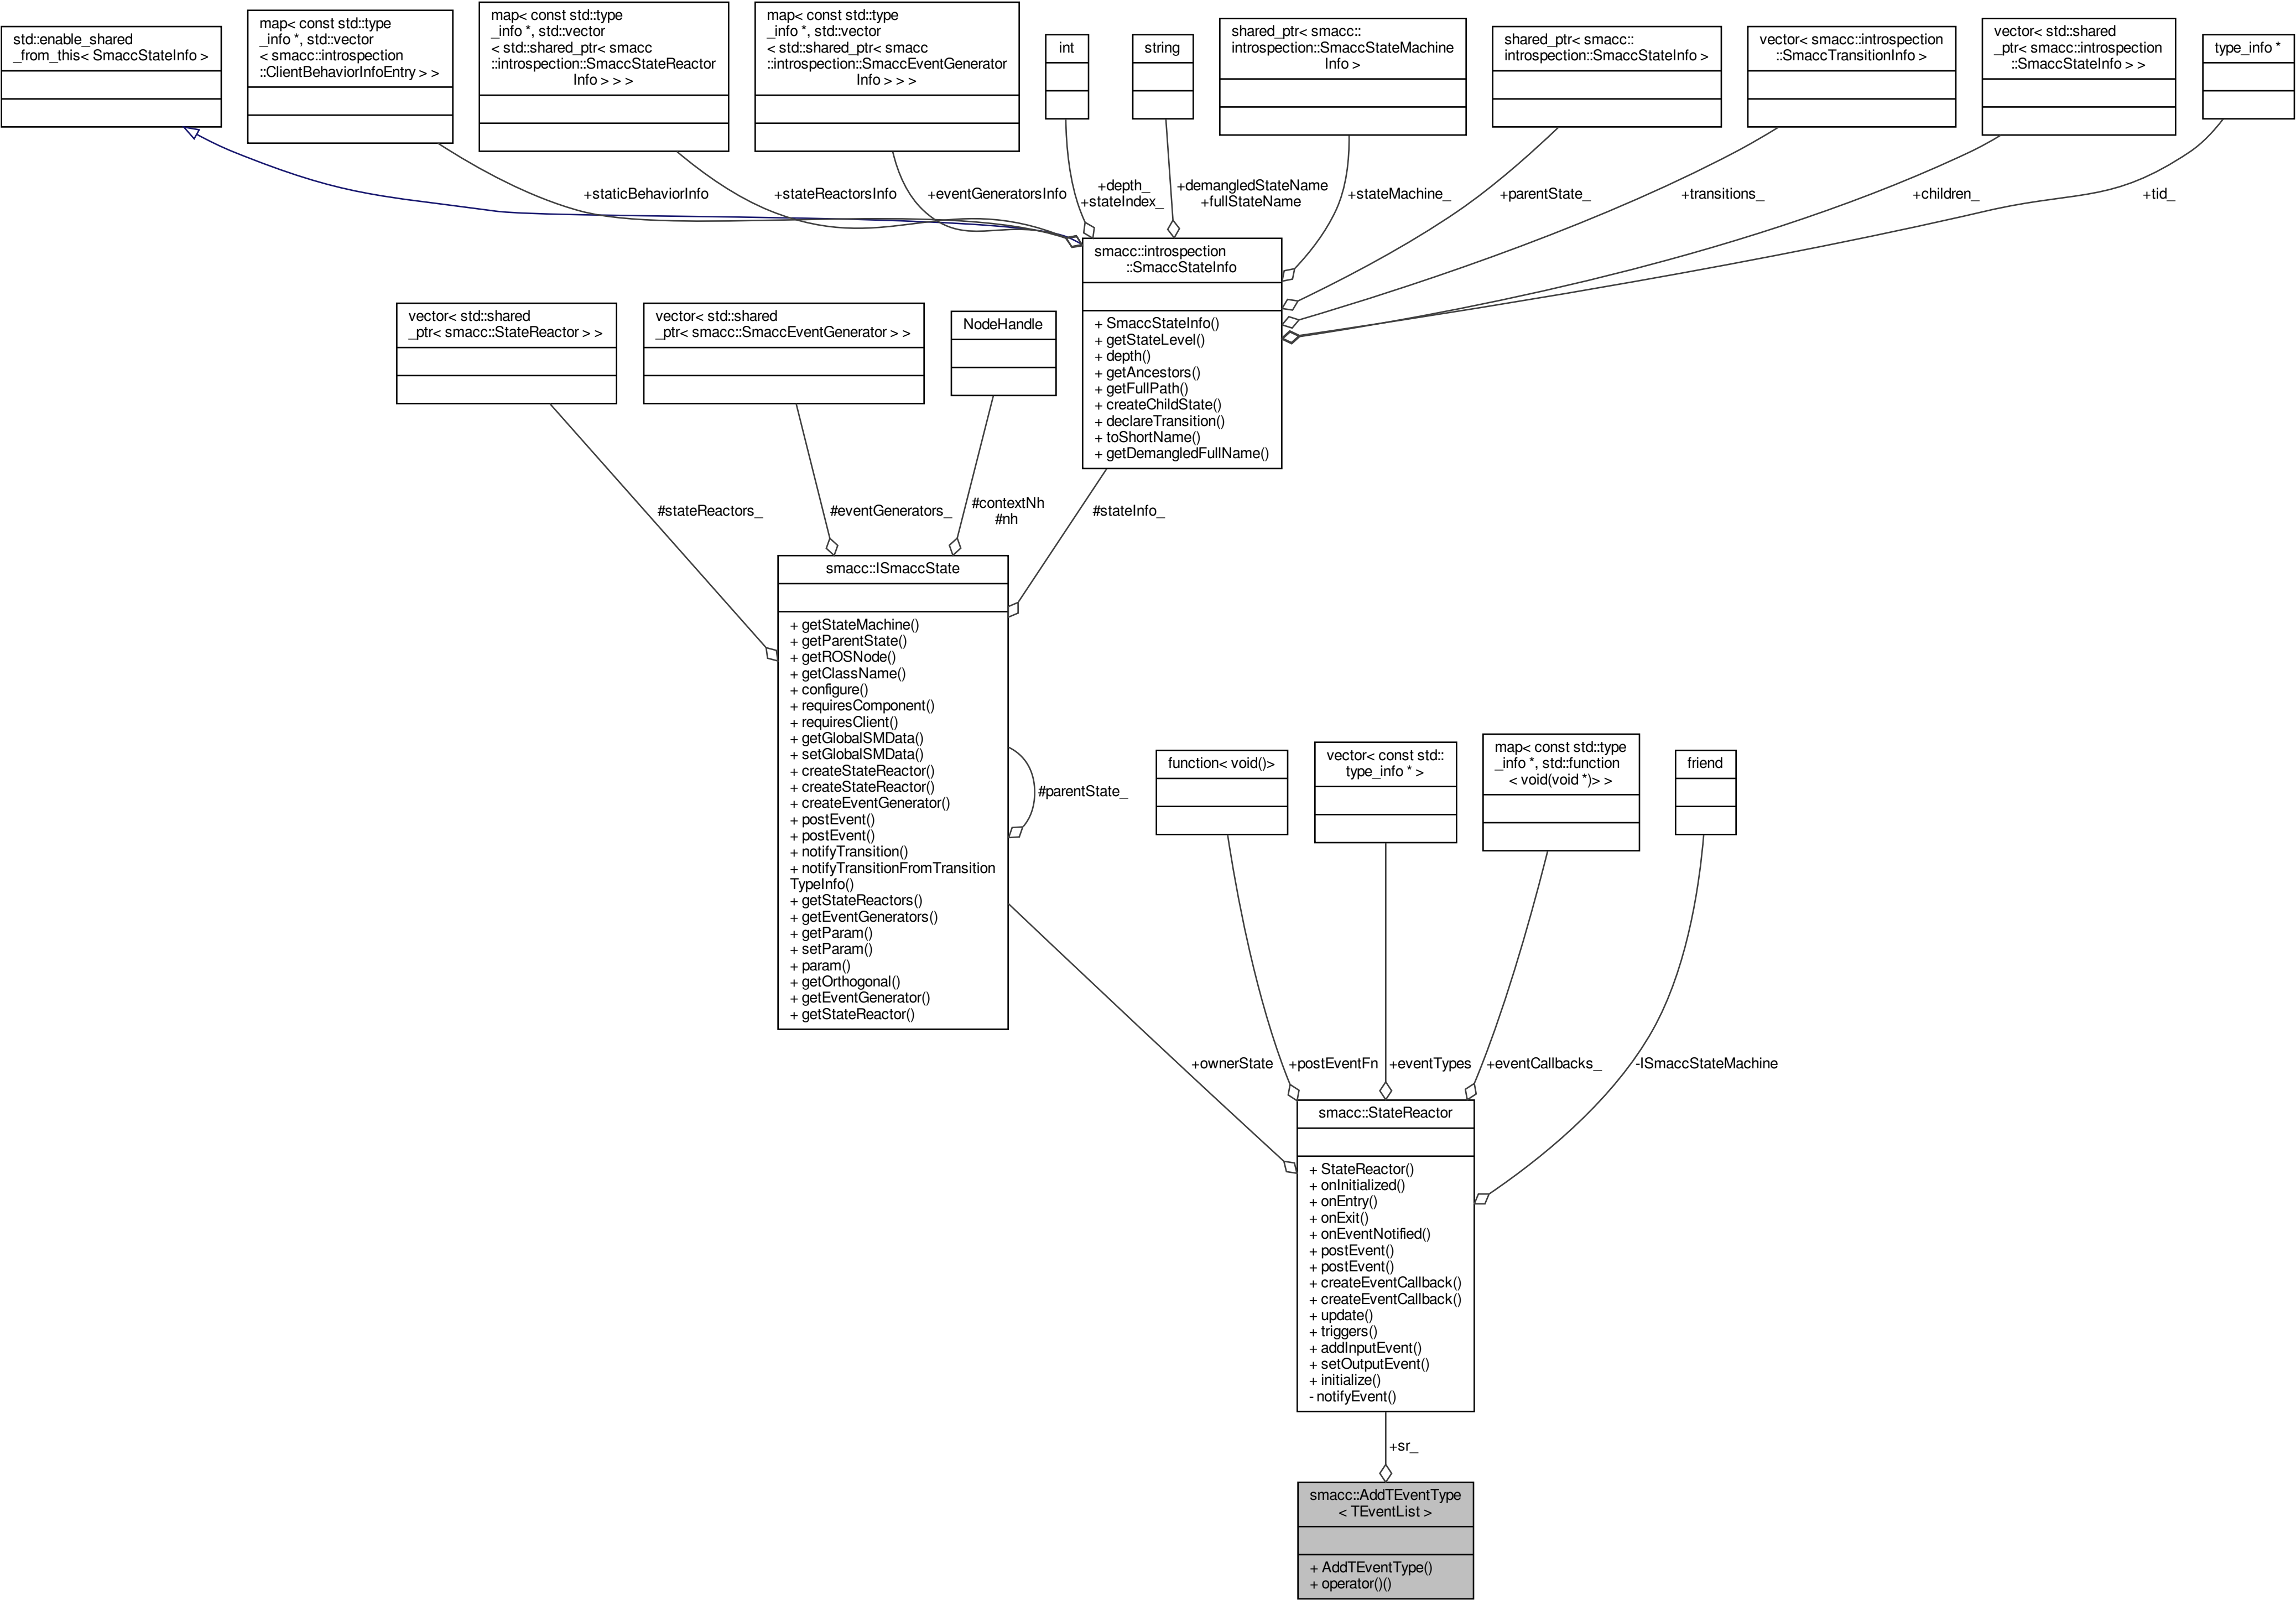 std::enable_shared
_from_this< SmaccStateInfo >
map< const std::type
_info *, std::vector
< smacc::introspection
::ClientBehaviorInfoEntry > >
map< const std::type
_info *, std::vector
< std::shared_ptr< smacc
::introspection::SmaccStateReactor
Info > > >
map< const std::type
_info *, std::vector
< std::shared_ptr< smacc
::introspection::SmaccEventGenerator
Info > > >
int
string
shared_ptr< smacc::
introspection::SmaccStateMachine
Info >
shared_ptr< smacc::
introspection::SmaccStateInfo >
vector< smacc::introspection
::SmaccTransitionInfo >
vector< std::shared
_ptr< smacc::introspection
::SmaccStateInfo > >
type_info *
+staticBehaviorInfo
+stateReactorsInfo
+eventGeneratorsInfo
+depth_
+stateIndex_
+demangledStateName
+fullStateName
+stateMachine_
+parentState_
+transitions_
+children_
+tid_
smacc::introspection
::SmaccStateInfo
+ SmaccStateInfo()
+ getStateLevel()
+ depth()
+ getAncestors()
+ getFullPath()
+ createChildState()
+ declareTransition()
+ toShortName()
+ getDemangledFullName()
vector< std::shared
_ptr< smacc::StateReactor > >
vector< std::shared
_ptr< smacc::SmaccEventGenerator > >
NodeHandle
#stateReactors_
#eventGenerators_
#contextNh
#nh
#stateInfo_
smacc::ISmaccState
+ getStateMachine()
+ getParentState()
+ getROSNode()
+ getClassName()
+ configure()
+ requiresComponent()
+ requiresClient()
+ getGlobalSMData()
+ setGlobalSMData()
+ createStateReactor()
+ createStateReactor()
+ createEventGenerator()
+ postEvent()
+ postEvent()
+ notifyTransition()
+ notifyTransitionFromTransition
TypeInfo()
+ getStateReactors()
+ getEventGenerators()
+ getParam()
+ setParam()
+ param()
+ getOrthogonal()
+ getEventGenerator()
+ getStateReactor()
#parentState_
function< void()>
vector< const std::
type_info * >
map< const std::type
_info *, std::function
< void(void *)> >
friend
+ownerState
+postEventFn
+eventTypes
+eventCallbacks_
-ISmaccStateMachine
smacc::StateReactor
+ StateReactor()
+ onInitialized()
+ onEntry()
+ onExit()
+ onEventNotified()
+ postEvent()
+ postEvent()
+ createEventCallback()
+ createEventCallback()
+ update()
+ triggers()
+ addInputEvent()
+ setOutputEvent()
+ initialize()
- notifyEvent()
+sr_
smacc::AddTEventType
< TEventList >
+ AddTEventType()
+ operator()()